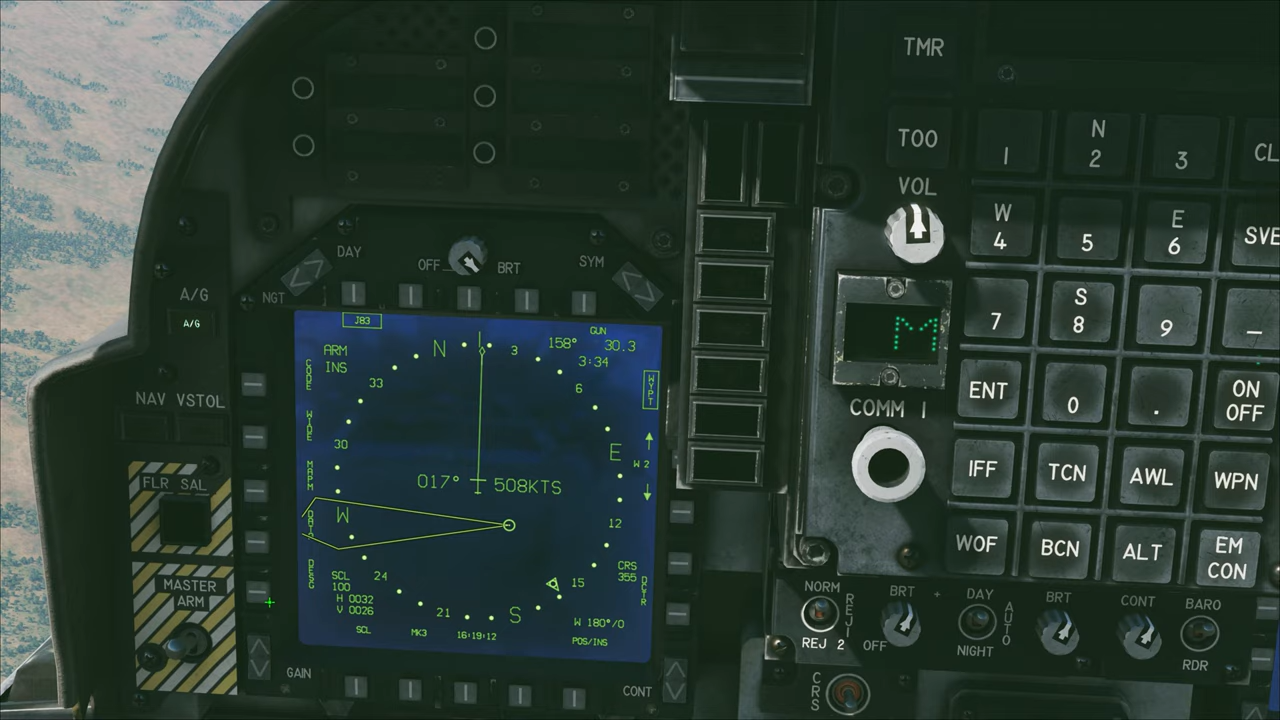 TMR
TOO
VOL
COMM 1
1
N
2
3
CL
W
4
5
E
6
SVE
7
S
8
9
–
ENT
0
.
ON
OFF
IFF
TCN
AWL
WPN
WOF
BCN
ALT
EM
CON
M
DAY
OFF
BRT
SYM
NGT
A/G
A/G
NAV VSTOL
FLR SAL
MASTER
ARM
GAIN
CONT
J83
GUN
ARM
INS
158°
30.3
3:34
N
3
6
E
12
15
S
21
24
W
30
33
WIDE
MAPM
DATA
DESG
WYPT
W 2
017°
508KTS
SCL
100
H 0032
V 0026
CRS
355
W 180°/0
SCL
MK3
16:19:12
POS/INS
NORM
REJ
REJ 2
BRT
OFF
DAY
AUTO
NIGHT
BRT
CONT
BARO
RDR
CRS